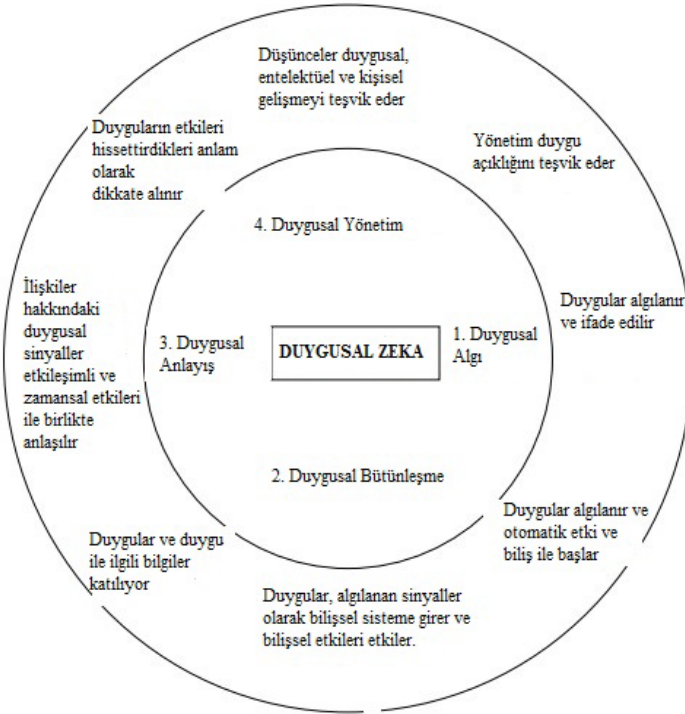 Düşünceler duygusal,
entelektüel ve kişisel
gelişmeyi teşvik eder
Duyguların etkileri
hissettirdikleri anlam
olarak
dikkate alınır
Yönetim duygu
açıklığını teşvik eder
4. Duygusal Yönetim
İlişkiler
hakkındaki
duygusal
sinyaller
etkileşimli ve
zamansal etkileri
ile birlikte
anlaşılır
3. Duygusal
Anlayış
DUYGUSAL ZEKA
1. Duygusal
Algı
Duygular algılanır
ve ifade edilir
2. Duygusal Bütünleşme
Duygular ve duygu
ile ilgili bilgiler
katılıyor
Duygular algılanır ve
otomatik etki ve
biliş ile başlar
Duygular, algılanan sinyaller
olarak bilişsel sisteme girer ve
bilişsel etkileri etkiler.